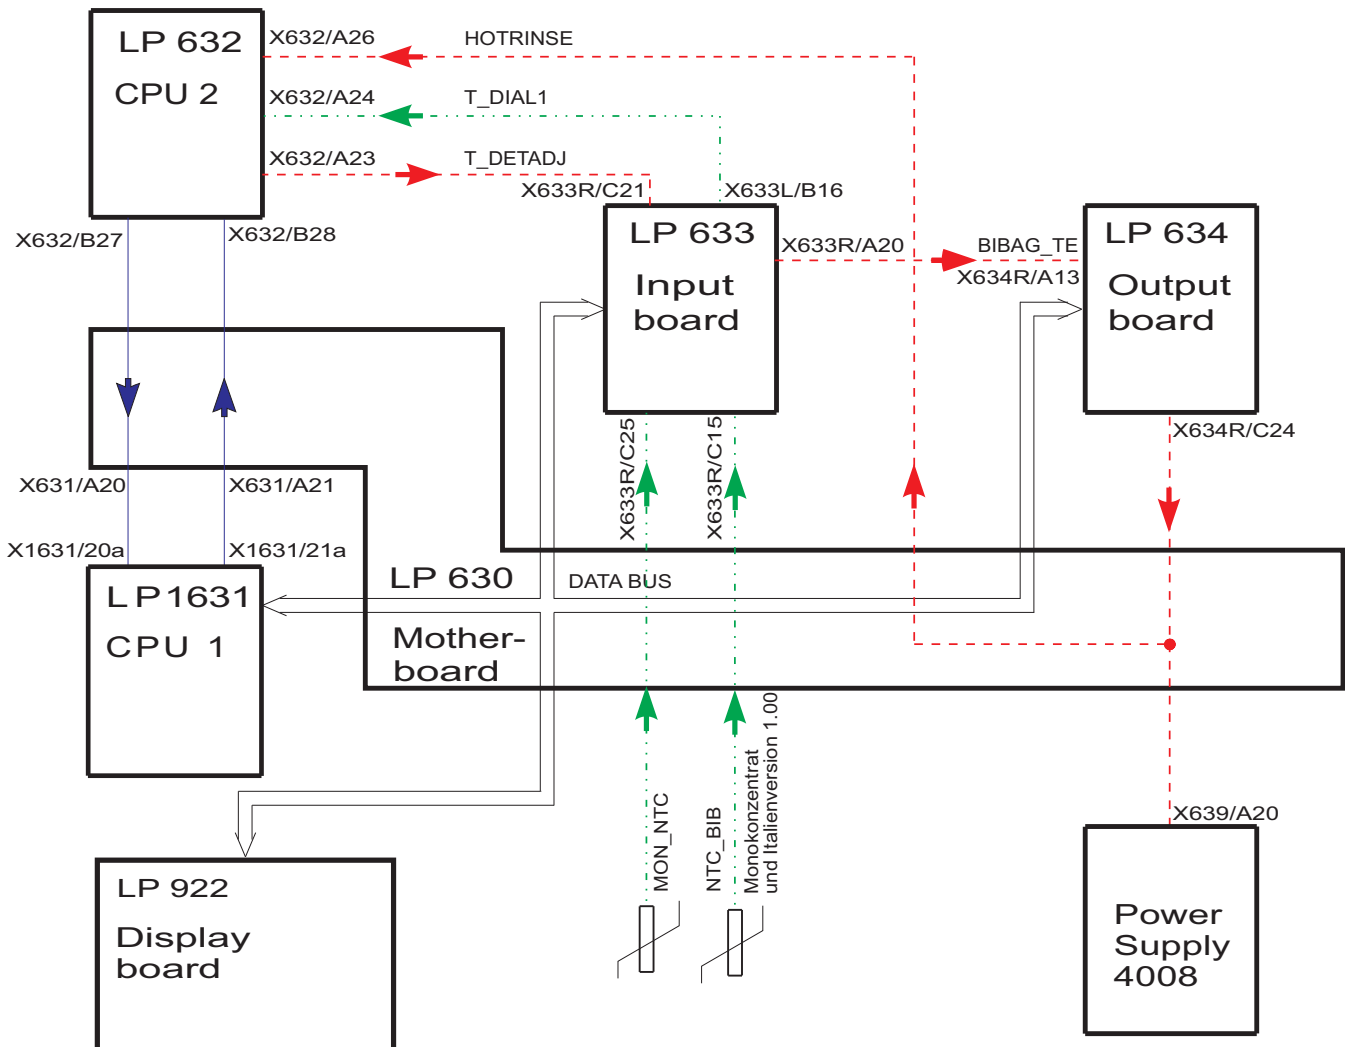 LP 632
CPU 2
X632/A26
HOTRINSE
X632/A24
T_DIAL1
X632/A23
T_DETADJ
X633R/C21
X633L/B16
X632/B27
X632/B28
LP 633
Input
board
X633R/A20
BIBAG_TE
X634R/A13
LP 634
Output
board
X633R/C25
X633R/C15
X634R/C24
X631/A20
X631/A21
X1631/20a
X1631/21a
LP1631
CPU 1
LP 630
DATA BUS
Mother-
board
MON_NTC
NTC_BIB
Monokonzentrat
und Italienversion 1.00
X639/A20
LP 922
Display
board
Power
Supply
4008